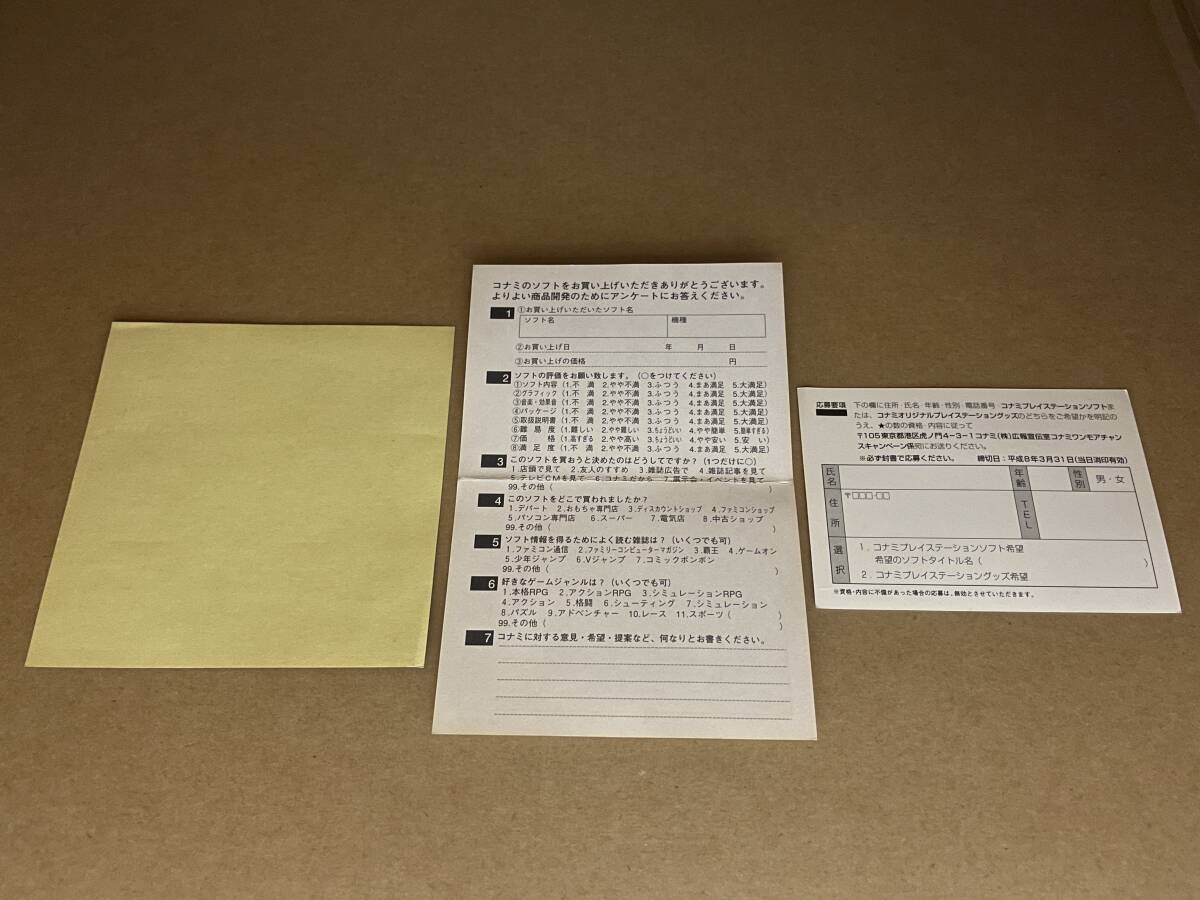 コナミのソフトをお買い上げいただきありがとうございます。
よりよい商品開発のためにアンケートにお答えください。
1 ①お買い上げいただいたソフト名
ソフト名 機種
②お買い上げ日 年 月 日
③お買い上げの価格 円
2 ソフトの評価をお願い致します。(○をつけてください)
①ソフト内容(1.不 満 2.やや不満 3.ふつう 4.まあ満足 5.大満足)
②グラフィック(1.不 満 2.やや不満 3.ふつう 4.まあ満足 5.大満足)
③音楽・効果音(1.不 満 2.やや不満 3.ふつう 4.まあ満足 5.大満足)
④パッケージ(1.不 満 2.やや不満 3.ふつう 4.まあ満足 5.大満足)
⑤取扱説明書(1.不 満 2.やや不満 3.ふつう 4.まあ満足 5.大満足)
⑥難 易 度(1.難しい 2.やや難しい 3.ちょうど良い 4.やや簡単 5.簡単すぎる)
⑦価 格(1.高すぎる 2.やや高い 3.ちょうど良い 4.やや安い 5.安 い)
⑧満 足 度(1.不 満 2.やや不満 3.ふつう 4.まあ満足 5.大満足)
3 このソフトを買おうと決めたのはどうしてですか?(1つだけに○)
1.店頭で見て 2.友人のすすめ 3.雑誌広告で 4.雑誌記事を見て
5.テレビCMを見て 6.コナミだから 7.展示会・イベントを見て
99.その他( )
4 このソフトをどこで買われましたか?
1.デパート 2.おもちゃ専門店 3.ディスカウントショップ 4.ファミコンショップ
5.パソコン専門店 6.スーパー 7.電気店 8.中古ショップ
99.その他( )
5 ソフト情報を得るためによく読む雑誌は?(いくつでも可)
1.ファミコン通信 2.ファミリーコンピューターマガジン 3.覇王 4.ゲームオン
5.少年ジャンプ 6.Vジャンプ 7.コミックボンボン
99.その他( )
6 好きなゲームジャンルは?(いくつでも可)
1.本格RPG 2.アクションRPG 3.シミュレーションRPG
4.アクション 5.格闘 6.シューティング 7.シミュレーション
8.パズル 9.アドベンチャー 10.レース 11.スポーツ( )
99.その他( )
7 コナミに対する意見・希望・提案など、何なりとお書きください。
応募要項 下の欄に住所・氏名・年齢・性別・電話番号・コナミプレイステーションソフトま
たは、コナミオリジナルプレイステーショングッズのどちらをご希望かを明記の
うえ、★の数の資格・内容に従って
〒105東京都港区虎ノ門4-3-1コナミ(株)広報宣伝室コナミワンモアチャン
スキャンペーン係宛にお送りください。
※必ず封書で応募ください。 締切日:平成8年3月31日(当日消印有効)
氏名 年齢 性別 男・女
住所 〒□□□-□□ TEL
選択 1.コナミプレイステーションソフト希望
希望のソフトタイトル名( )
2.コナミプレイステーショングッズ希望
※資格・内容に不備があった場合の応募は、無効とさせていただきます。